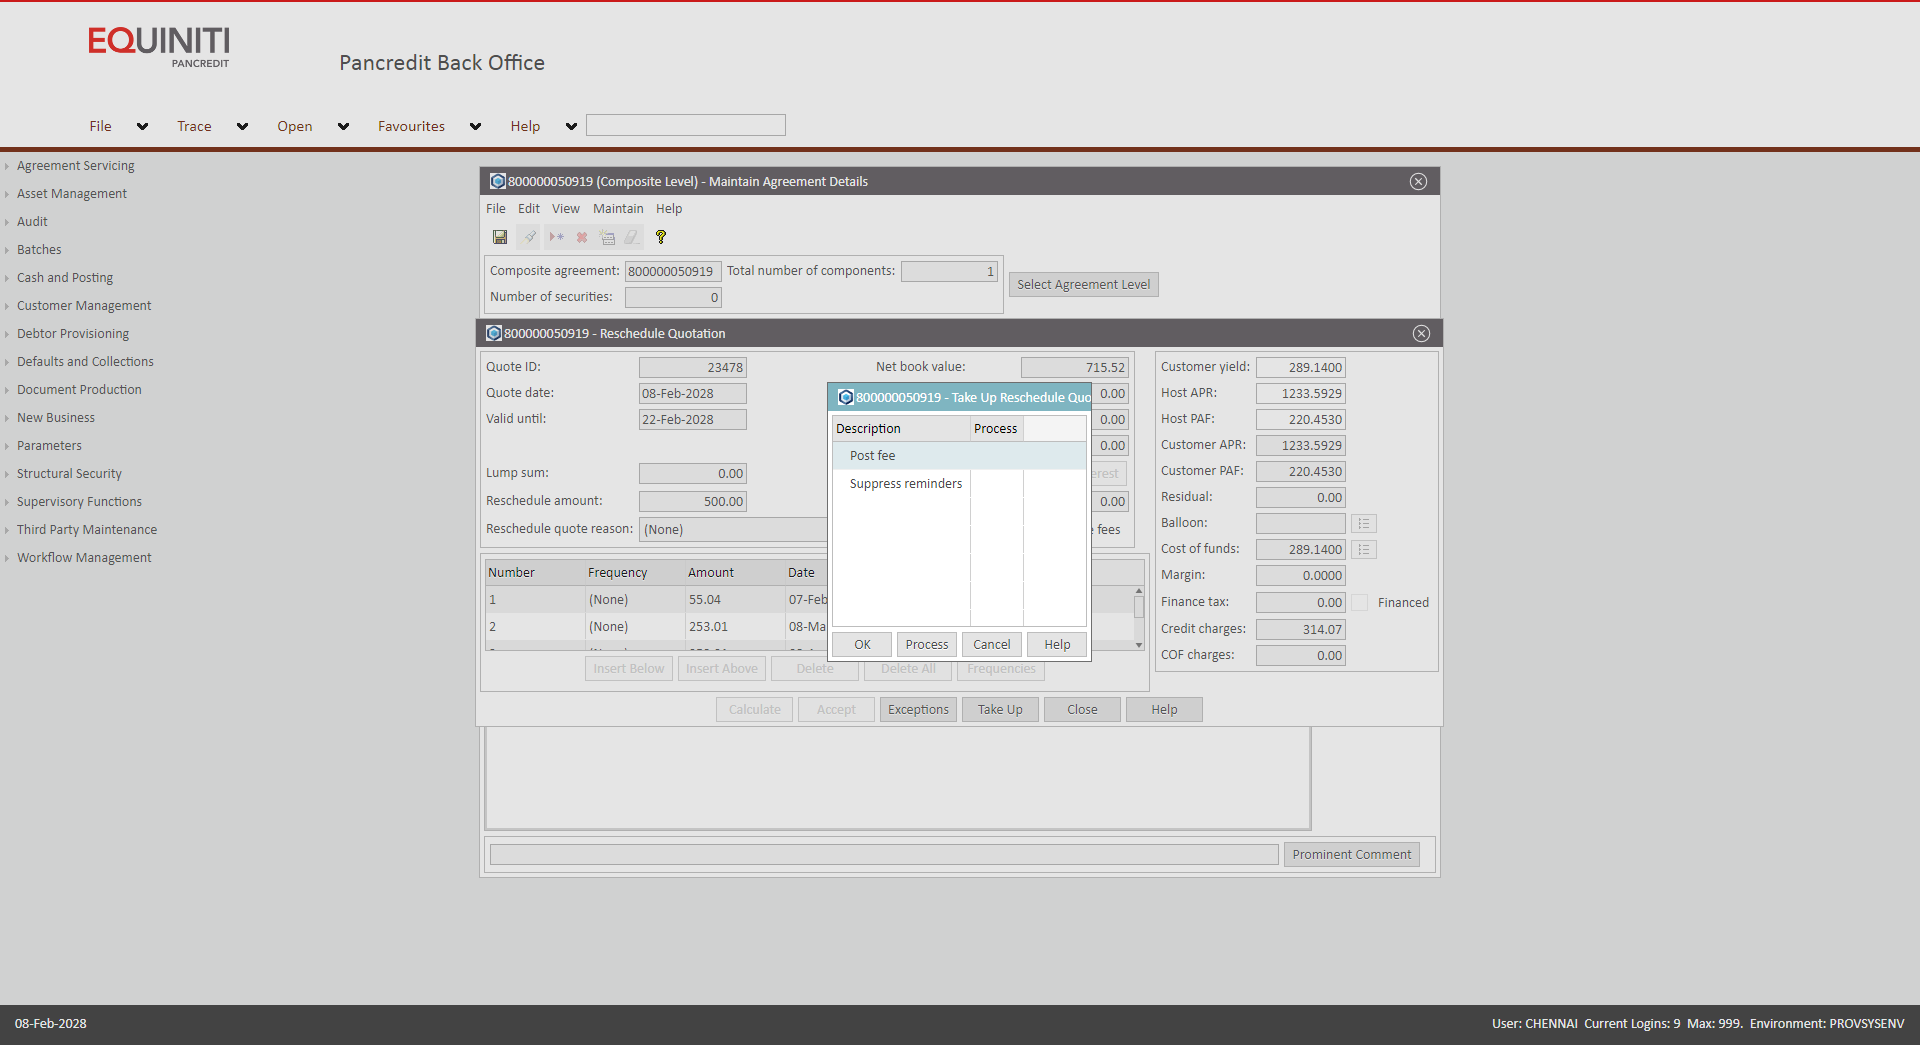 EQUINITI
PANCREDIT
Pancredit Back Office
File Trace Open Favourites Help
Agreement Servicing
Asset Management
Audit
Batches
Cash and Posting
Customer Management
Debtor Provisioning
Defaults and Collections
Document Production
New Business
Parameters
Structural Security
Supervisory Functions
Third Party Maintenance
Workflow Management
800000050919 (Composite Level) - Maintain Agreement Details
File Edit View Maintain Help
Composite agreement: 800000050919 Total number of components: 1
Number of securities: 0
Select Agreement Level
800000050919 - Reschedule Quotation
Quote ID: 23478 Net book value: 715.52
Quote date: 08-Feb-2028 0.00
Valid until: 22-Feb-2028 0.00
0.00
Lump sum: 0.00
Reschedule amount: 500.00 0.00
Reschedule quote reason: (None) fees
Number Frequency Amount Date
1 (None) 55.04 07-Feb
2 (None) 253.01 08-Ma
Insert Below Insert Above Delete Delete All Frequencies
Calculate Accept Exceptions Take Up Close Help
Customer yield: 289.1400
Host APR: 1233.5929
Host PAF: 220.4530
Customer APR: 1233.5929
Customer PAF: 220.4530
Residual: 0.00
Balloon:
Cost of funds: 289.1400
Margin: 0.0000
Finance tax: 0.00 Financed
Credit charges: 314.07
COF charges: 0.00
800000050919 - Take Up Reschedule Quo
Description Process
Post fee
Suppress reminders
OK Process Cancel Help
Prominent Comment
08-Feb-2028
User: CHENNAI Current Logins: 9 Max: 999. Environment: PROVSYSENV